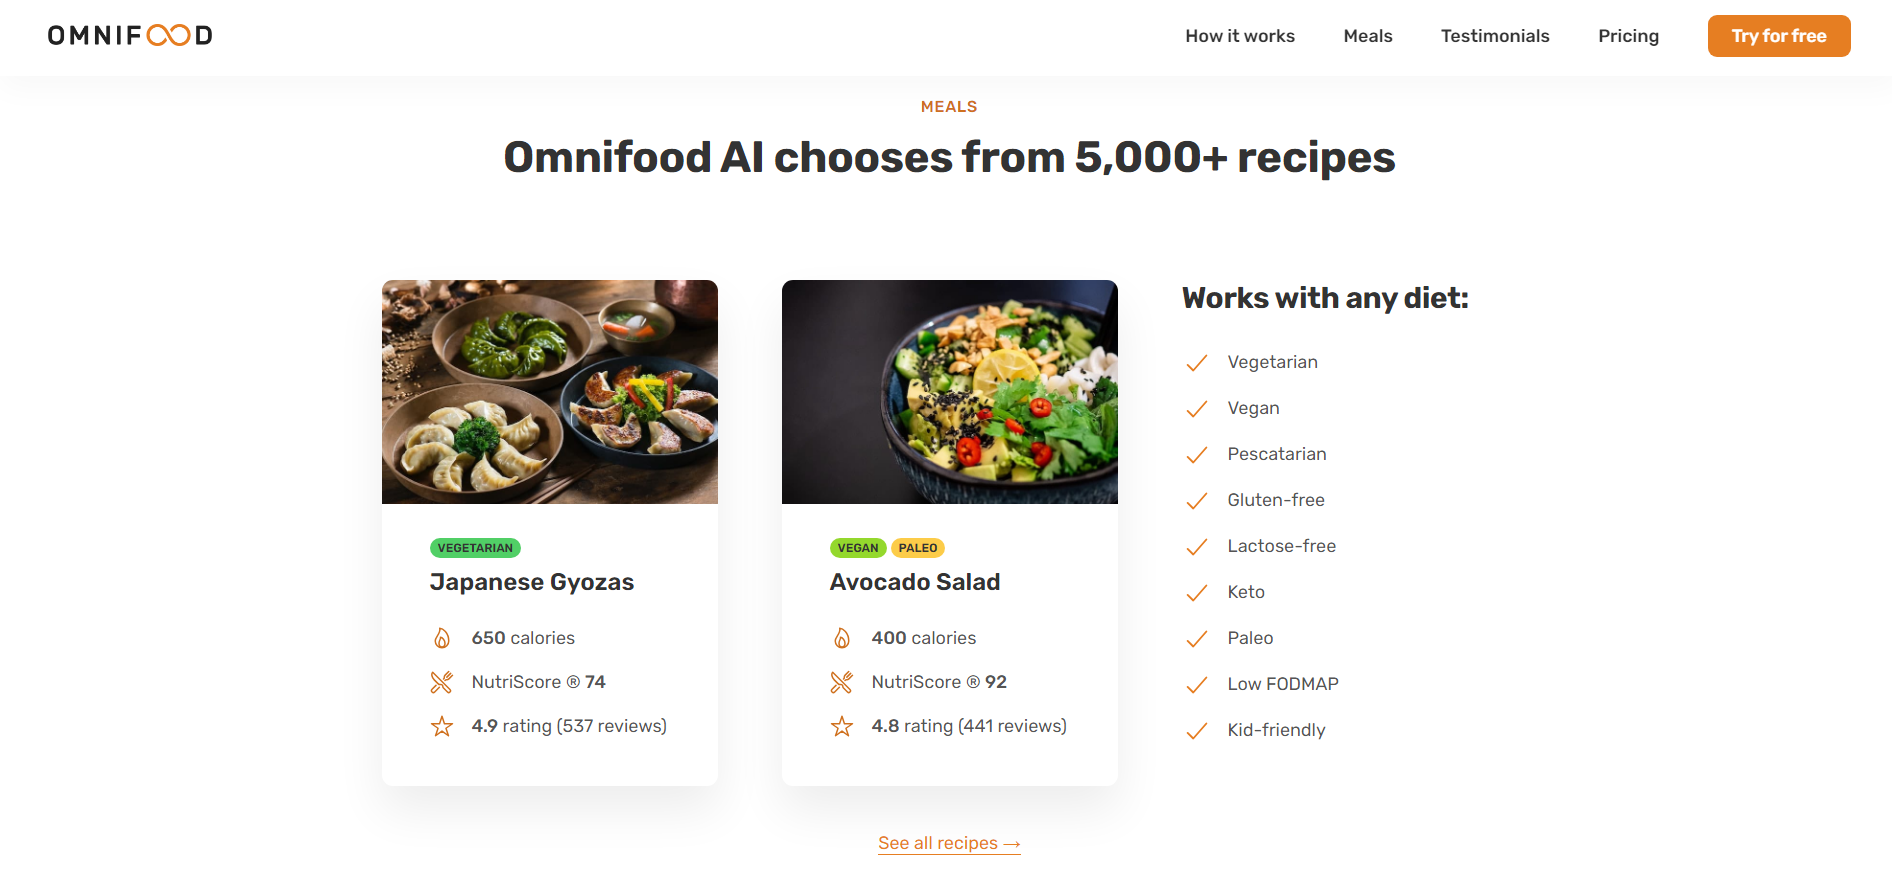 OMNIFOOD
How it works
Meals
Testimonials
Pricing
Try for free
MEALS
Omnifood AI chooses from 5,000+ recipes
VEGETARIAN
Japanese Gyozas
650 calories
NutriScore ® 74
4.9 rating (537 reviews)
VEGAN PALEO
Avocado Salad
400 calories
NutriScore ® 92
4.8 rating (441 reviews)
Works with any diet:
Vegetarian
Vegan
Pescatarian
Gluten-free
Lactose-free
Keto
Paleo
Low FODMAP
Kid-friendly
See all recipes →